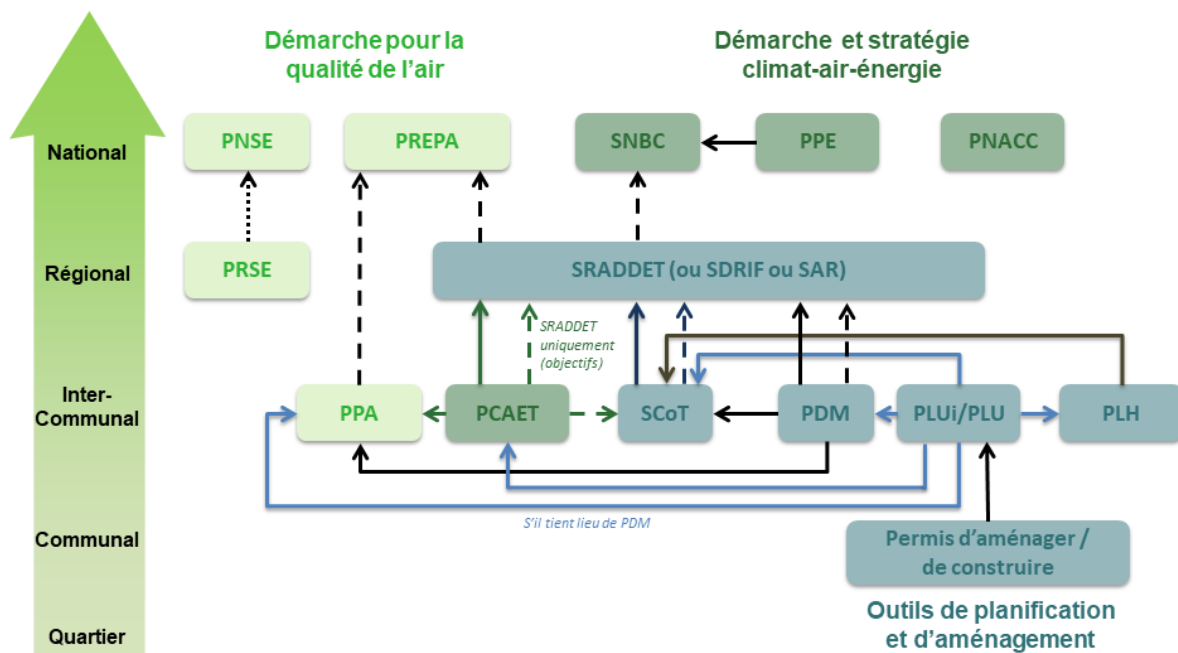 Démarche pour la
qualité de l'air
Démarche et stratégie
climat-air-énergie
National
PNSE
PREPA
SNBC
PPE
PNACC
Régional
PRSE
SRADDET (ou SDRIF ou SAR)
SRADDET
uniquement
(objectifs)
Inter-
Communal
PPA
PCAET
SCoT
PDM
PLUi/PLU
PLH
S'il tient lieu de PDM
Communal
Permis d'aménager /
de construire
Quartier
Outils de planification
et d'aménagement